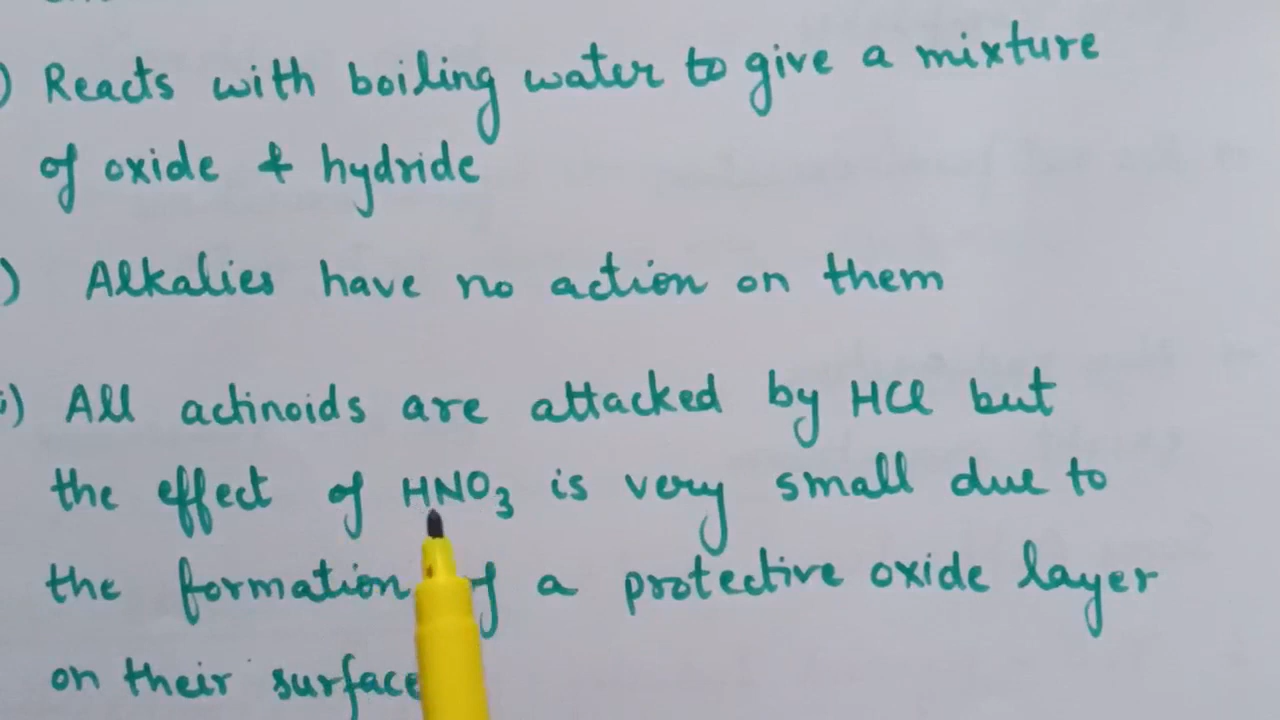 ) Reacts with boiling water to give a mixture
of oxide & hydride
) Alkalies have no action on them
) All actinoids are attacked by HCl but
the effect of HNO3 is very small due to
the formation of a protective oxide layer
on their surface